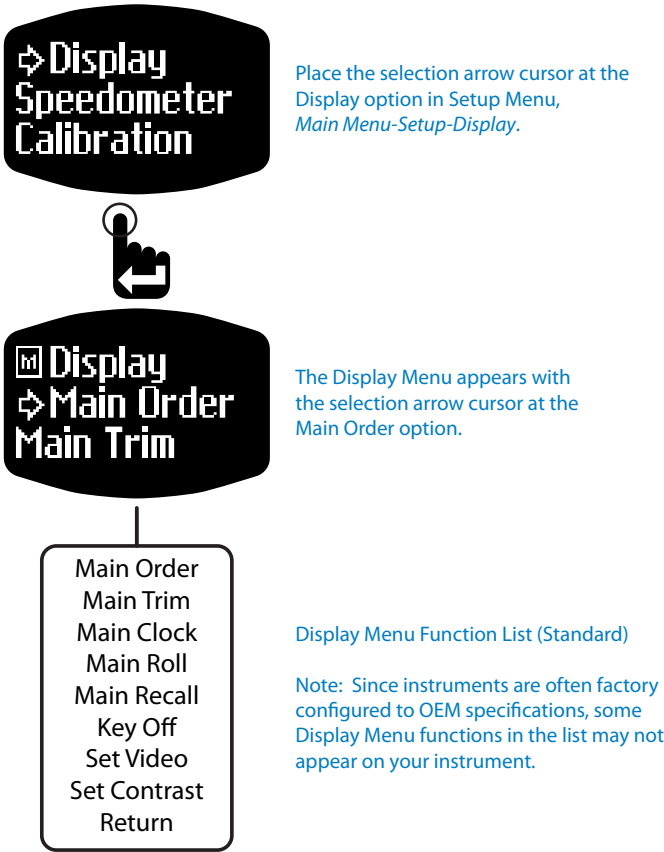 Display
Speedometer
Calibration
Place the selection arrow cursor at the
Display option in Setup Menu,
Main Menu-Setup-Display.
M Display
Main Order
Main Trim
The Display Menu appears with
the selection arrow cursor at the
Main Order option.
Main Order
Main Trim
Main Clock
Main Roll
Main Recall
Key Off
Set Video
Set Contrast
Return
Display Menu Function List (Standard)
Note: Since instruments are often factory
configured to OEM specifications, some
Display Menu functions in the list may not
appear on your instrument.